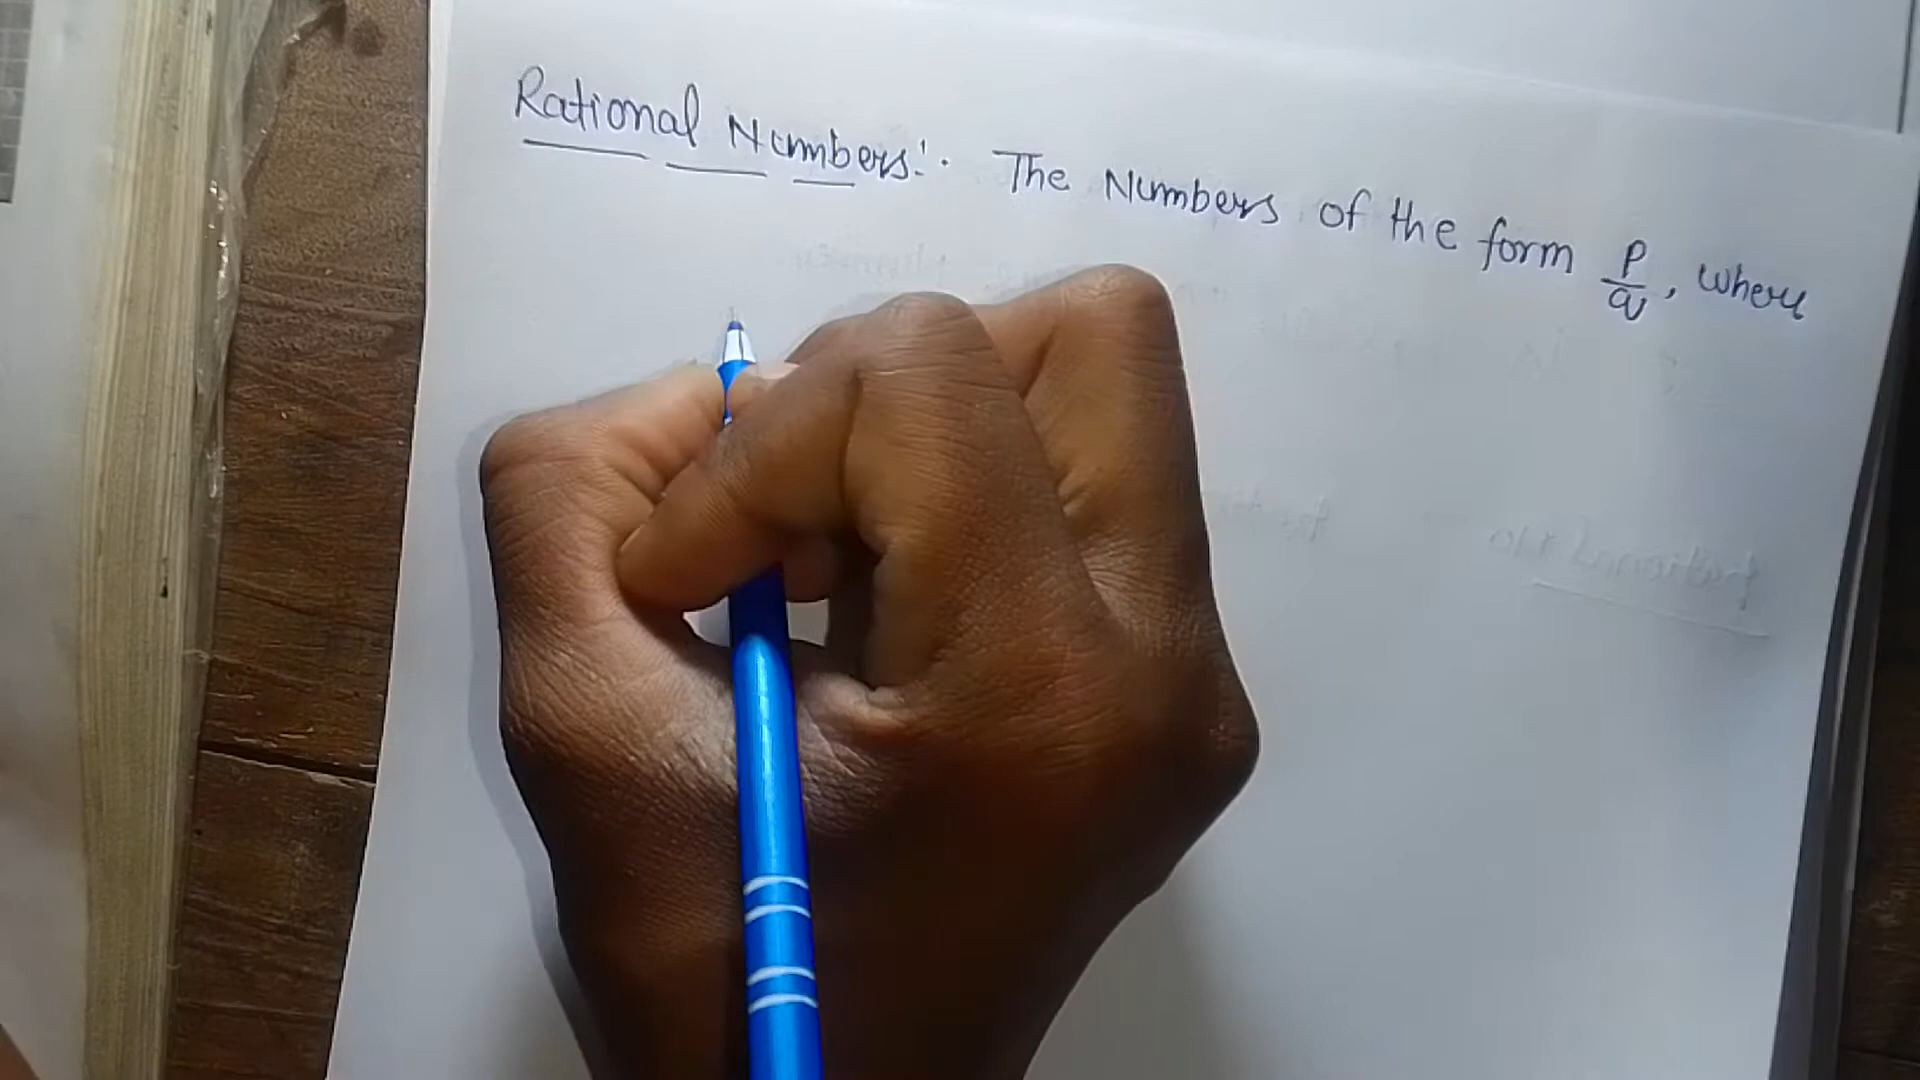 Rational Numbers:. The Numbers of the form p/q, where